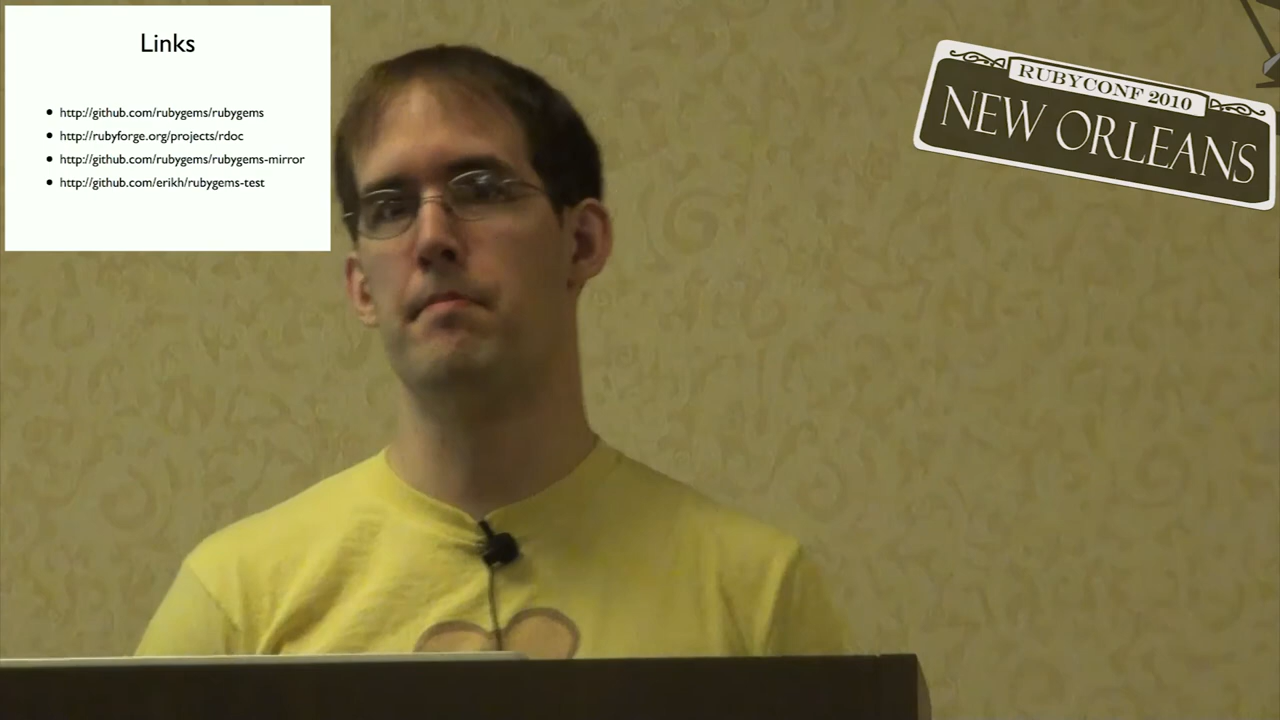 Links
• http://github.com/rubygems/rubygems
• http://rubyforge.org/projects/rdoc
• http://github.com/rubygems/rubygems-mirror
• http://github.com/erikh/rubygems-test
RUBYCONF 2010
NEW ORLEANS